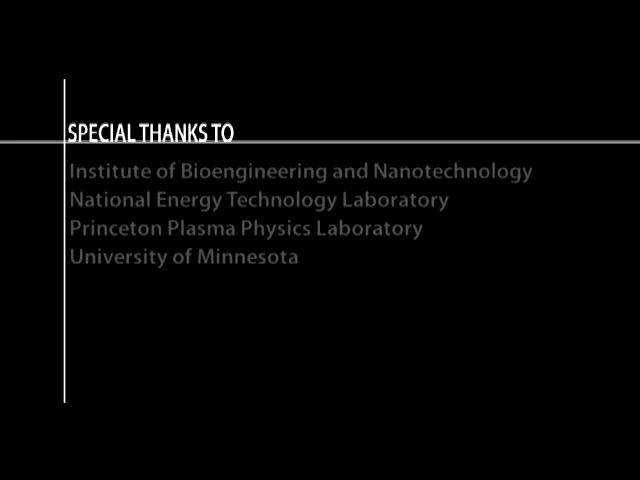 SPECIAL THANKS TO
Institute of Bioengineering and Nanotechnology
National Energy Technology Laboratory
Princeton Plasma Physics Laboratory
University of Minnesota